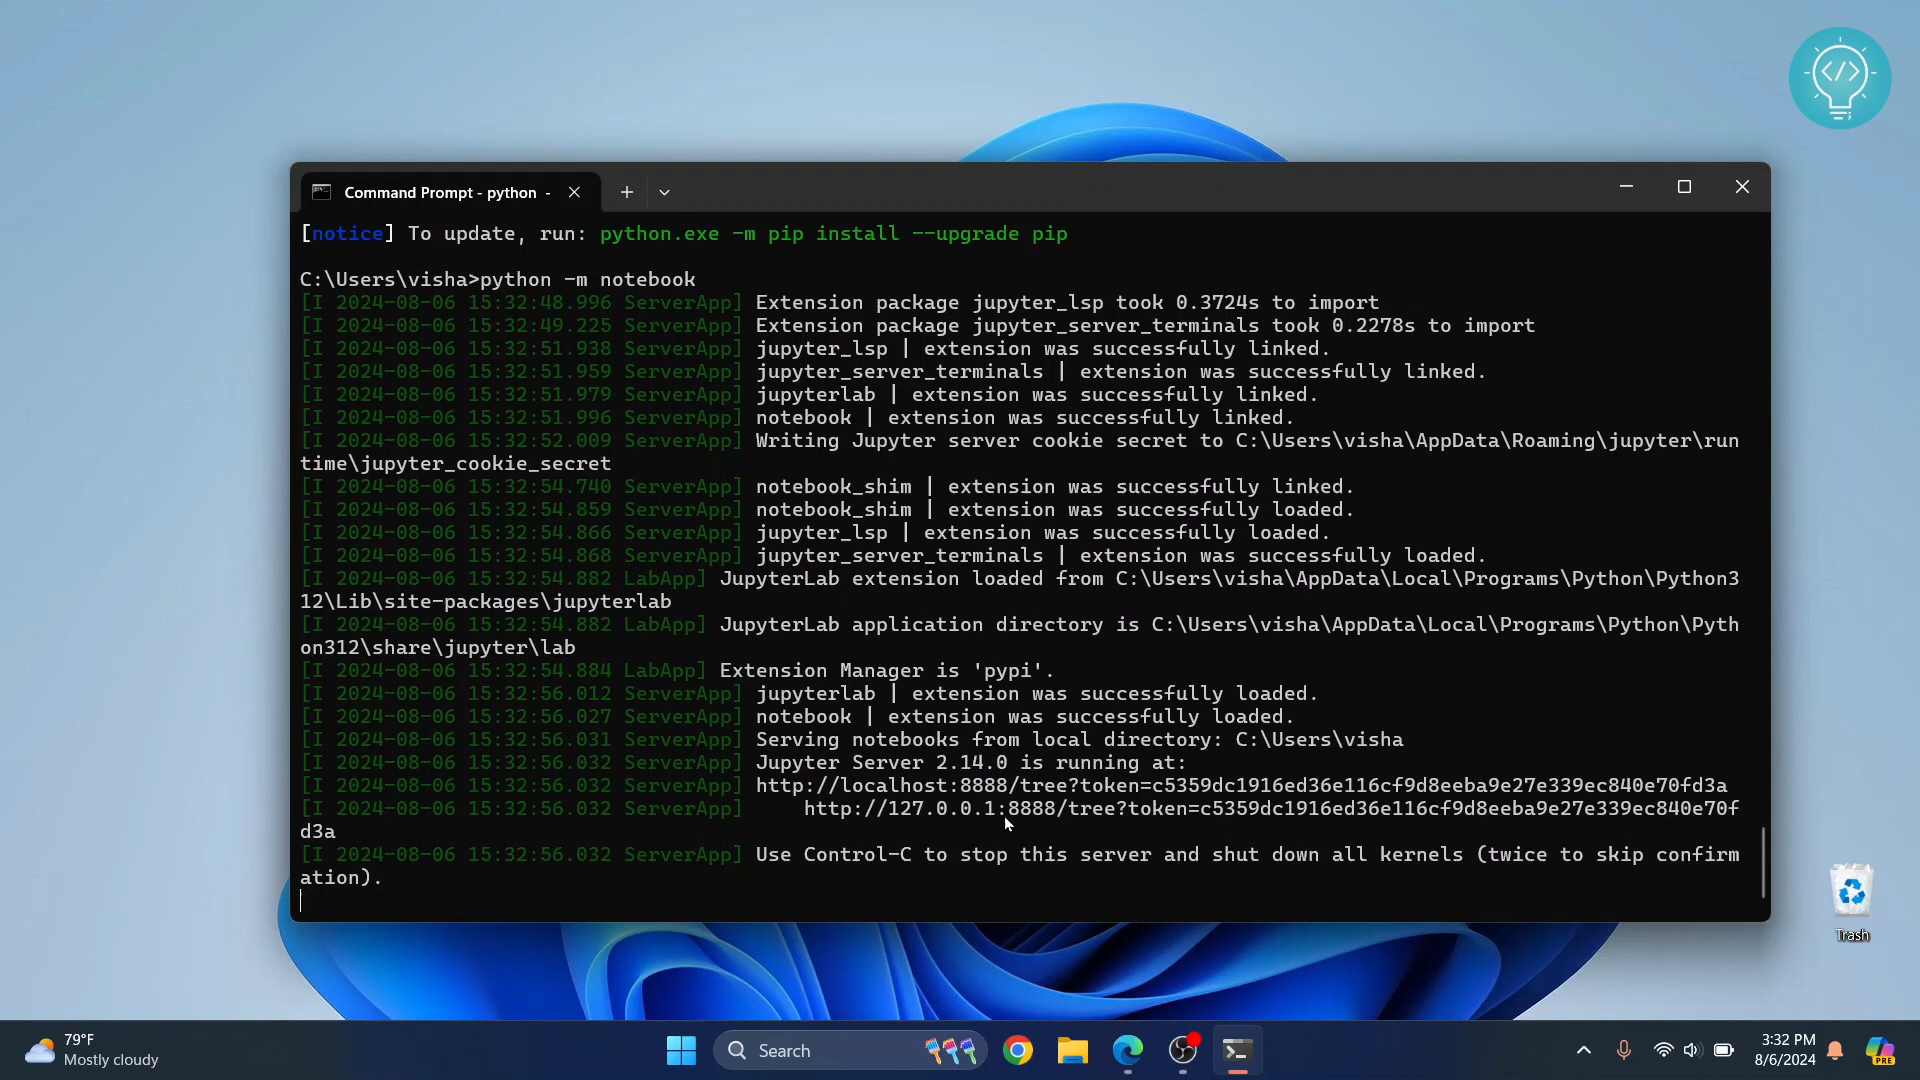 </>
Command Prompt - python -
[notice] To update, run: python.exe -m pip install --upgrade pip
C:\Users\visha>python -m notebook
[I 2024-08-06 15:32:48.996 ServerApp] Extension package jupyter_lsp took 0.3724s to import
[I 2024-08-06 15:32:49.225 ServerApp] Extension package jupyter_server_terminals took 0.2278s to import
[I 2024-08-06 15:32:51.938 ServerApp] jupyter_lsp | extension was successfully linked.
[I 2024-08-06 15:32:51.959 ServerApp] jupyter_server_terminals | extension was successfully linked.
[I 2024-08-06 15:32:51.979 ServerApp] jupyterlab | extension was successfully linked.
[I 2024-08-06 15:32:51.996 ServerApp] notebook | extension was successfully linked.
[I 2024-08-06 15:32:52.009 ServerApp] Writing Jupyter server cookie secret to C:\Users\visha\AppData\Roaming\jupyter\run
time\jupyter_cookie_secret
[I 2024-08-06 15:32:54.740 ServerApp] notebook_shim | extension was successfully linked.
[I 2024-08-06 15:32:54.859 ServerApp] notebook_shim | extension was successfully loaded.
[I 2024-08-06 15:32:54.866 ServerApp] jupyter_lsp | extension was successfully loaded.
[I 2024-08-06 15:32:54.868 ServerApp] jupyter_server_terminals | extension was successfully loaded.
[I 2024-08-06 15:32:54.882 LabApp] JupyterLab extension loaded from C:\Users\visha\AppData\Local\Programs\Python\Python3
12\Lib\site-packages\jupyterlab
[I 2024-08-06 15:32:54.882 LabApp] JupyterLab application directory is C:\Users\visha\AppData\Local\Programs\Python\Pyth
on312\share\jupyter\lab
[I 2024-08-06 15:32:54.884 LabApp] Extension Manager is 'pypi'.
[I 2024-08-06 15:32:56.012 ServerApp] jupyterlab | extension was successfully loaded.
[I 2024-08-06 15:32:56.027 ServerApp] notebook | extension was successfully loaded.
[I 2024-08-06 15:32:56.031 ServerApp] Serving notebooks from local directory: C:\Users\visha
[I 2024-08-06 15:32:56.032 ServerApp] Jupyter Server 2.14.0 is running at:
[I 2024-08-06 15:32:56.032 ServerApp] http://localhost:8888/tree?token=c5359dc1916ed36e116cf9d8eeba9e27e339ec840e70fd3a
[I 2024-08-06 15:32:56.032 ServerApp]     http://127.0.0.1:8888/tree?token=c5359dc1916ed36e116cf9d8eeba9e27e339ec840e70f
d3a
[I 2024-08-06 15:32:56.032 ServerApp] Use Control-C to stop this server and shut down all kernels (twice to skip confirm
ation).
Trash
79°F
Mostly cloudy
Search
3:32 PM
8/6/2024
PRE